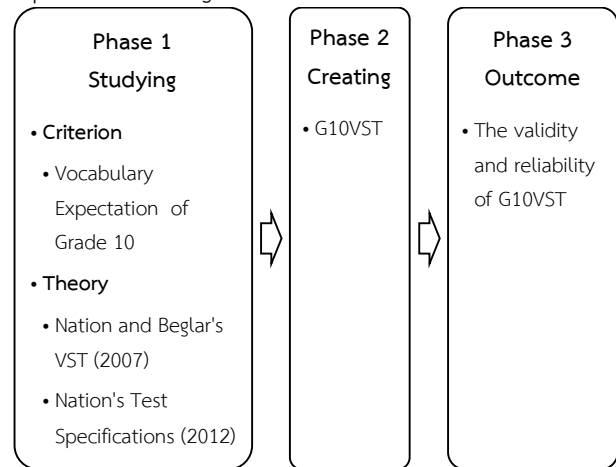 Phase 1
Studying
• Criterion
• Vocabulary
Expectation of
Grade 10
• Theory
• Nation and Beglar's
VST (2007)
• Nation's Test
Specifications (2012)
Phase 2
Creating
• G10VST
Phase 3
Outcome
• The validity
and reliability
of G10VST